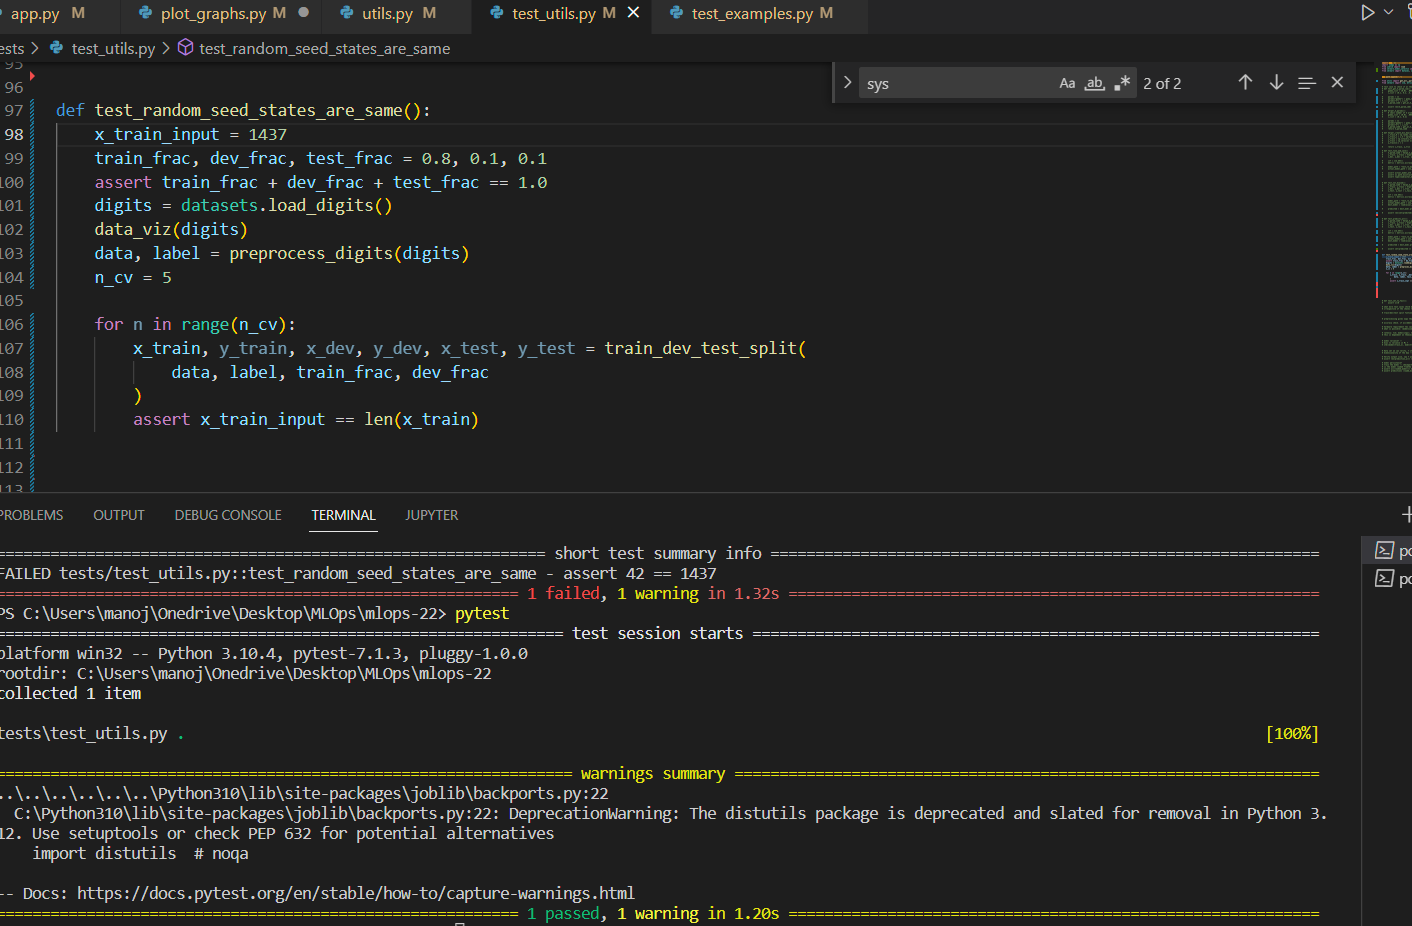 app.py M
plot_graphs.py M
utils.py M
test_utils.py M
test_examples.py M
ests > test_utils.py > test_random_seed_states_are_same
sys Aa ab 2 of 2
95
96
97 def test_random_seed_states_are_same():
98 x_train_input = 1437
99 train_frac, dev_frac, test_frac = 0.8, 0.1, 0.1
100 assert train_frac + dev_frac + test_frac == 1.0
101 digits = datasets.load_digits()
102 data_viz(digits)
103 data, label = preprocess_digits(digits)
104 n_cv = 5
105
106 for n in range(n_cv):
107 x_train, y_train, x_dev, y_dev, x_test, y_test = train_dev_test_split(
108 data, label, train_frac, dev_frac
109 )
110 assert x_train_input == len(x_train)
111
112
113
PROBLEMS OUTPUT DEBUG CONSOLE TERMINAL JUPYTER
============================================================= short test summary info =============================================================
FAILED tests/test_utils.py::test_random_seed_states_are_same - assert 42 == 1437
========================================================== 1 failed, 1 warning in 1.32s ===========================================================
PS C:\Users\manoj\Onedrive\Desktop\MLOps\mlops-22> pytest
=============================================================== test session starts ===============================================================
platform win32 -- Python 3.10.4, pytest-7.1.3, pluggy-1.0.0
rootdir: C:\Users\manoj\Onedrive\Desktop\MLOps\mlops-22
collected 1 item
tests\test_utils.py . [100%]
================================================================ warnings summary =================================================================
..\..\..\..\..\..\Python310\lib\site-packages\joblib\backports.py:22
C:\Python310\lib\site-packages\joblib\backports.py:22: DeprecationWarning: The distutils package is deprecated and slated for removal in Python 3.
12. Use setuptools or check PEP 632 for potential alternatives
import distutils # noqa
-- Docs: https://docs.pytest.org/en/stable/how-to/capture-warnings.html
========================================================== 1 passed, 1 warning in 1.20s ===========================================================
po
po